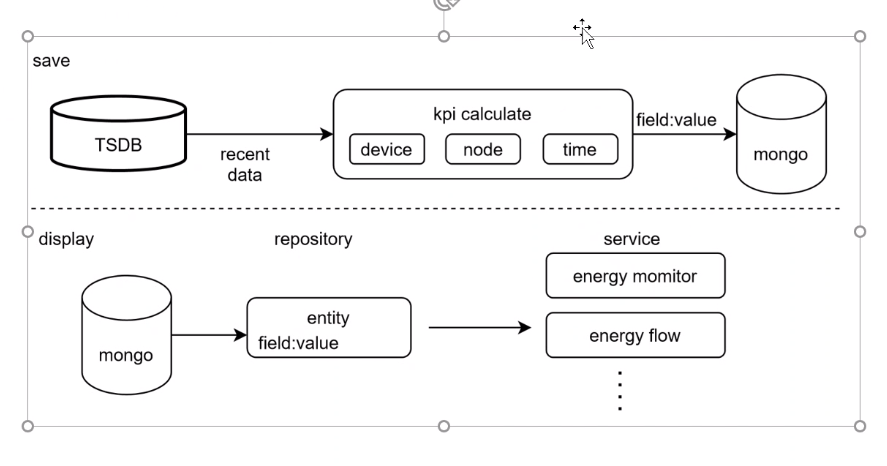 save
TSDB
recent
data
kpi calculate
device
node
time
field:value
mongo
display
repository
service
mongo
entity
field:value
energy momitor
energy flow